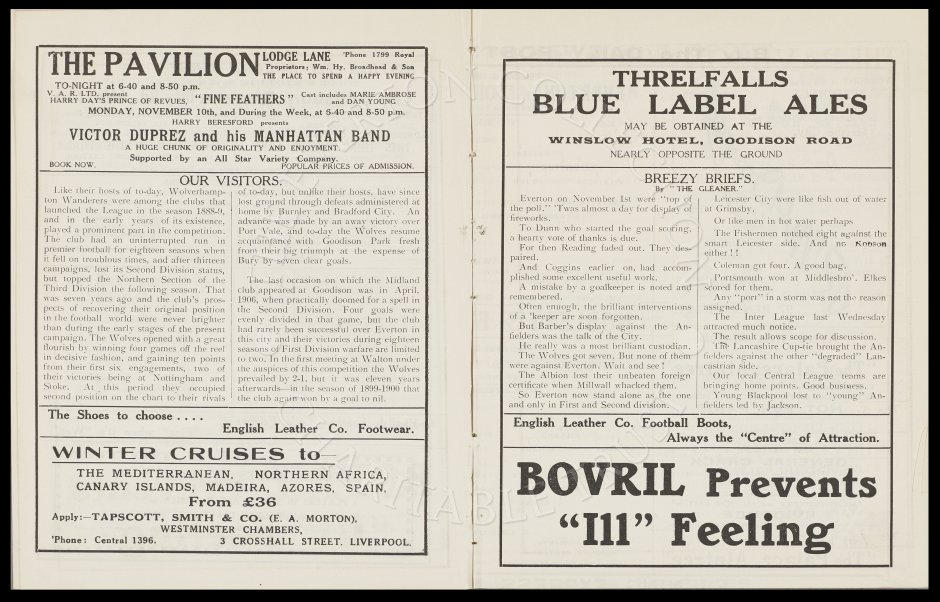 THE PAVILION LODGE LANE 'Phone 1799 Royal
Proprietors: Wm. Hy. Broadhead & Son
THE PLACE TO SPEND A HAPPY EVENING
TO-NIGHT at 6-40 and 8-50 p.m.
V. A. R. LTD. present
HARRY DAY'S PRINCE OF REVUES, "FINE FEATHERS" Cast includes MARIE AMBROSE
and DAN YOUNG
MONDAY, NOVEMBER 10th, and During the Week, at 6-40 and 8-50 p.m.
HARRY BERESFORD presents
VICTOR DUPREZ and his MANHATTAN BAND
A HUGE CHUNK OF ORIGINALITY AND ENJOYMENT.
Supported by an All Star Variety Company.
BOOK NOW. POPULAR PRICES OF ADMISSION.
OUR VISITORS.
Like their hosts of to-day, Wolverhamp-
ton Wanderers were among the clubs that
launched the League in the season 1888-9,
and in the early years of its existence,
played a prominent part in the competition.
The club had an uninterrupted run in
premier football for eighteen seasons when
it fell on troublous times, and after thirteen
campaigns, lost its Second Division status,
but topped the Northern Section of the
Third Division the following season. That
was seven years ago and the club's pros-
pects of recovering their original position
in the football world were never brighter
than during the early stages of the present
campaign. The Wolves opened with a great
flourish by winning four games off the reel
in decisive fashion, and gaining ten points
from their first six engagements, two of
their victories being at Nottingham and
Stoke. At this period they occupied
second position on the chart to their rivals
of to-day, but unlike their hosts, have since
lost ground through defeats administered at
home by Burnley and Bradford City. An
advance was made by an away victory over
Port Vale, and to-day the Wolves resume
acquaintance with Goodison Park fresh
from their big triumph at the expense of
Bury by seven clear goals.
The last occasion on which the Midland
club appeared at Goodison was in April,
1906, when practically doomed for a spell in
the Second Division. Four goals were
evenly divided in that game, but the club
had rarely been successful over Everton in
this city and their victories during eighteen
seasons of First Division warfare are limited
to two. In the first meeting at Walton under
the auspices of this competition the Wolves
prevailed by 2-1, but it was eleven years
afterwards—in the season of 1899-1900 that
the club again won by a goal to nil.
The Shoes to choose ....
English Leather Co. Footwear.
WINTER CRUISES to
THE MEDITERRANEAN, NORTHERN AFRICA,
CANARY ISLANDS, MADEIRA, AZORES, SPAIN,
From £36
Apply:—TAPSCOTT, SMITH & CO. (E. A. MORTON),
WESTMINSTER CHAMBERS,
'Phone: Central 1396. 3 CROSSHALL STREET, LIVERPOOL.
THRELFALLS
BLUE LABEL ALES
MAY BE OBTAINED AT THE
WINSLOW HOTEL, GOODISON ROAD
NEARLY OPPOSITE THE GROUND
BREEZY BRIEFS.
By "THE GLEANER."
Everton on November 1st were "top of
the poll." 'Twas almost a day for display of
fireworks.
To Dunn who started the goal scoring,
a hearty vote of thanks is due.
For then Reading faded out. They des-
paired.
And Coggins earlier on, had accom-
plished some excellent useful work.
A mistake by a goalkeeper is noted and
remembered.
Often enough, the brilliant interventions
of a 'keeper are soon forgotten.
But Barber's display against the An-
fielders was the talk of the City.
He really was a most brilliant custodian.
The Wolves got seven. But none of them
were against Everton. Wait and see!
The Albion lost their unbeaten foreign
certificate when Millwall whacked them.
So Everton now stand alone as the
one and only in First and Second division.
Leicester City were like fish out of water
at Grimsby.
Or like men in hot water perhaps
The Fishermen notched eight against the
smart Leicester side. And no Robson
either!!
Coleman got four. A good bag.
Portsmouth won at Middlesbro'. Elkes
scored for them.
Any "port" in a storm was not the reason
assigned.
The Inter League last Wednesday
attracted much notice.
The result allows scope for discussion.
The Lancashire Cup-tie brought the An-
fielders against the other "degraded" Lan-
castrian side.
Our local Central League teams are
bringing home points. Good business.
Young Blackpool lost to "young" An-
fielders led by Jackson.
English Leather Co. Football Boots,
Always the "Centre" of Attraction.
BOVRIL Prevents
"Ill" Feeling